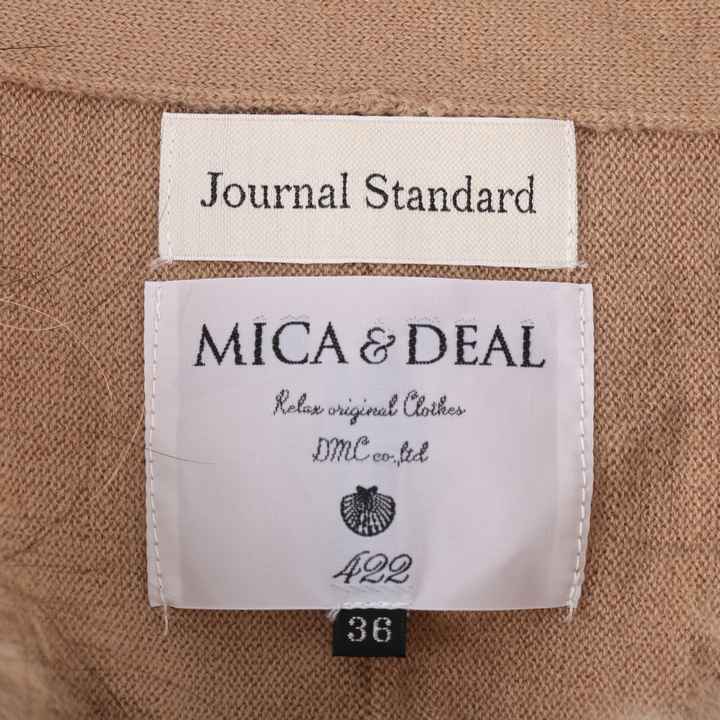 Journal Standard
MICA & DEAL
Relax original Clothes
DMC co.,ltd
422
36